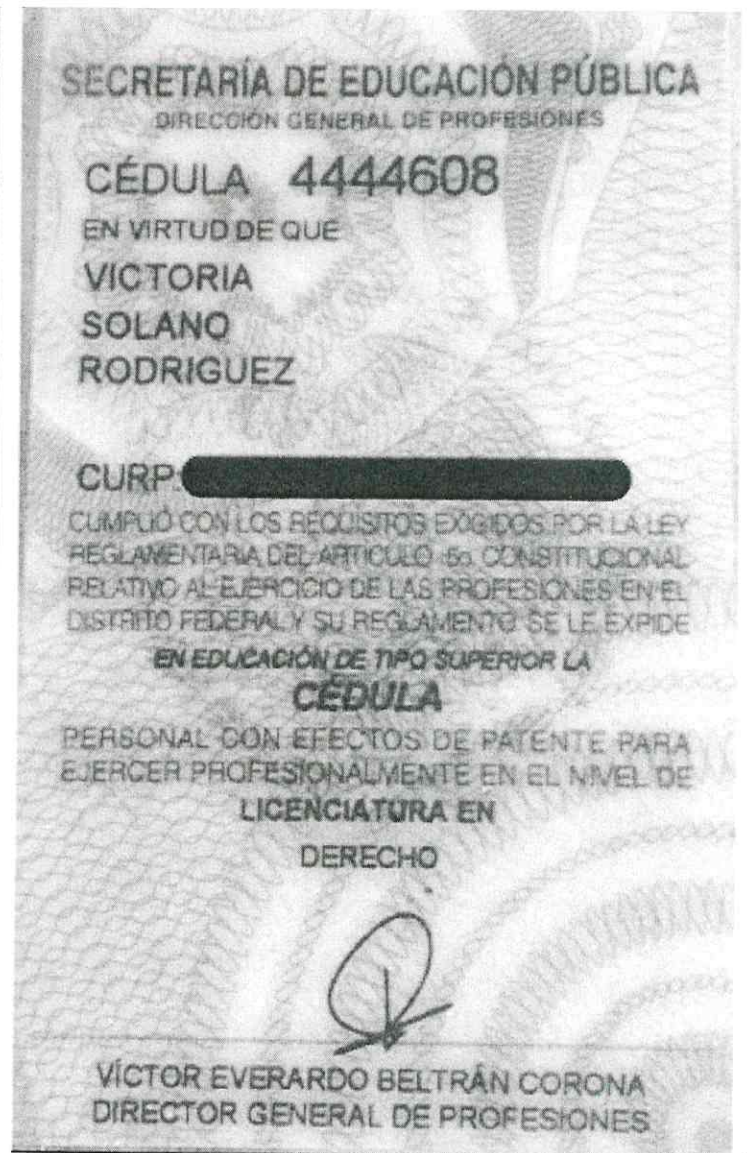 SECRETARÍA DE EDUCACIÓN PÚBLICA
DIRECCIÓN GENERAL DE PROFESIONES
CÉDULA 4444608
EN VIRTUD DE QUE
VICTORIA
SOLANO
RODRIGUEZ
CURP:
CUMPLIÓ CON LOS REQUISITOS EXIGIDOS POR LA LEY
REGLAMENTARIA DEL ARTÍCULO 5o. CONSTITUCIONAL
RELATIVO AL EJERCICIO DE LAS PROFESIONES EN EL
DISTRITO FEDERAL Y SU REGLAMENTO SE LE EXPIDE
EN EDUCACIÓN DE TIPO SUPERIOR LA
CÉDULA
PERSONAL CON EFECTOS DE PATENTE PARA
EJERCER PROFESIONALMENTE EN EL NIVEL DE
LICENCIATURA EN
DERECHO
VÍCTOR EVERARDO BELTRÁN CORONA
DIRECTOR GENERAL DE PROFESIONES